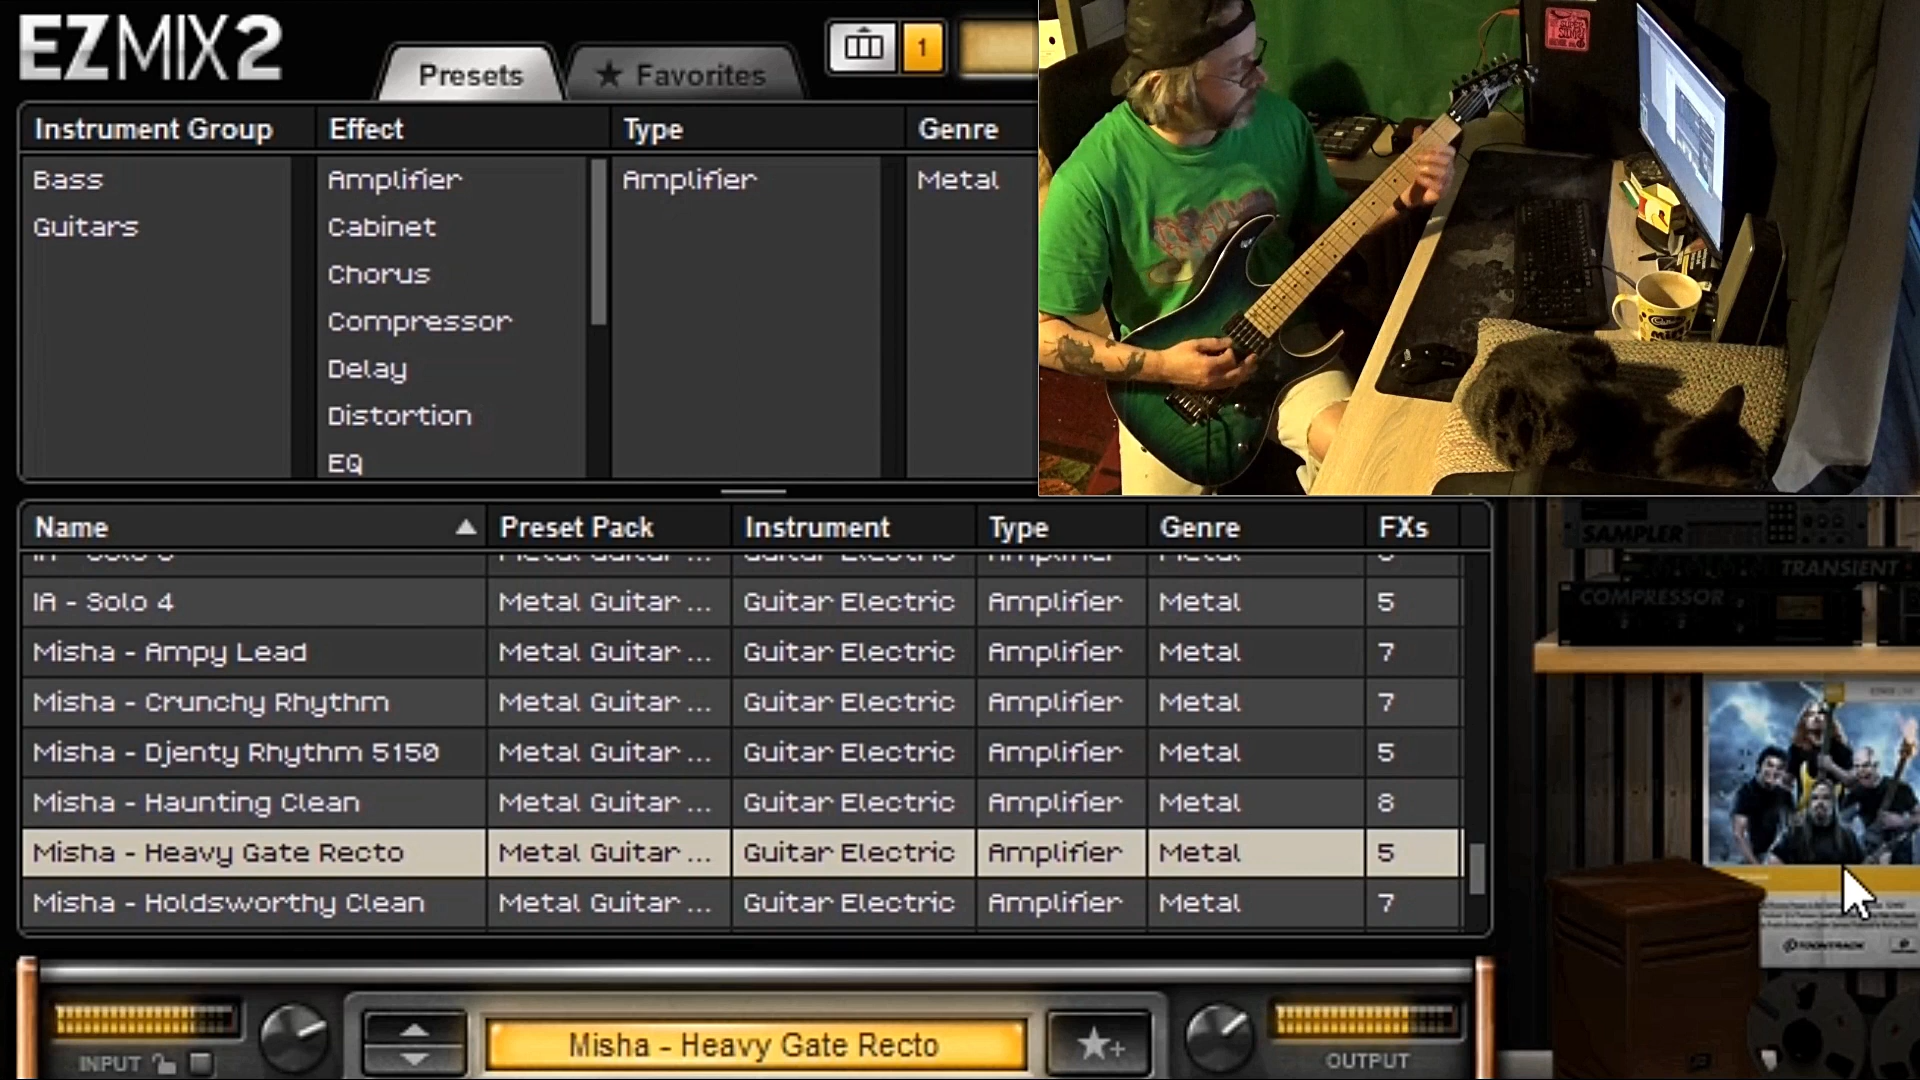 EZMIX2
Presets
★ Favorites
1
Instrument Group
Effect
Type
Genre
Bass
Amplifier
Amplifier
Metal
Guitars
Cabinet
Chorus
Compressor
Delay
Distortion
EQ
Name
Preset Pack
Instrument
Type
Genre
FXs
IA - Solo 4 Metal Guitar ... Guitar Electric Amplifier Metal 5
Misha - Ampy Lead Metal Guitar ... Guitar Electric Amplifier Metal 7
Misha - Crunchy Rhythm Metal Guitar ... Guitar Electric Amplifier Metal 7
Misha - Djenty Rhythm 5150 Metal Guitar ... Guitar Electric Amplifier Metal 5
Misha - Haunting Clean Metal Guitar ... Guitar Electric Amplifier Metal 8
Misha - Heavy Gate Recto Metal Guitar ... Guitar Electric Amplifier Metal 5
Misha - Holdsworthy Clean Metal Guitar ... Guitar Electric Amplifier Metal 7
SAMPLER
TRANSIENT
COMPRESSOR
TOONTRACK
INPUT
Misha - Heavy Gate Recto
OUTPUT